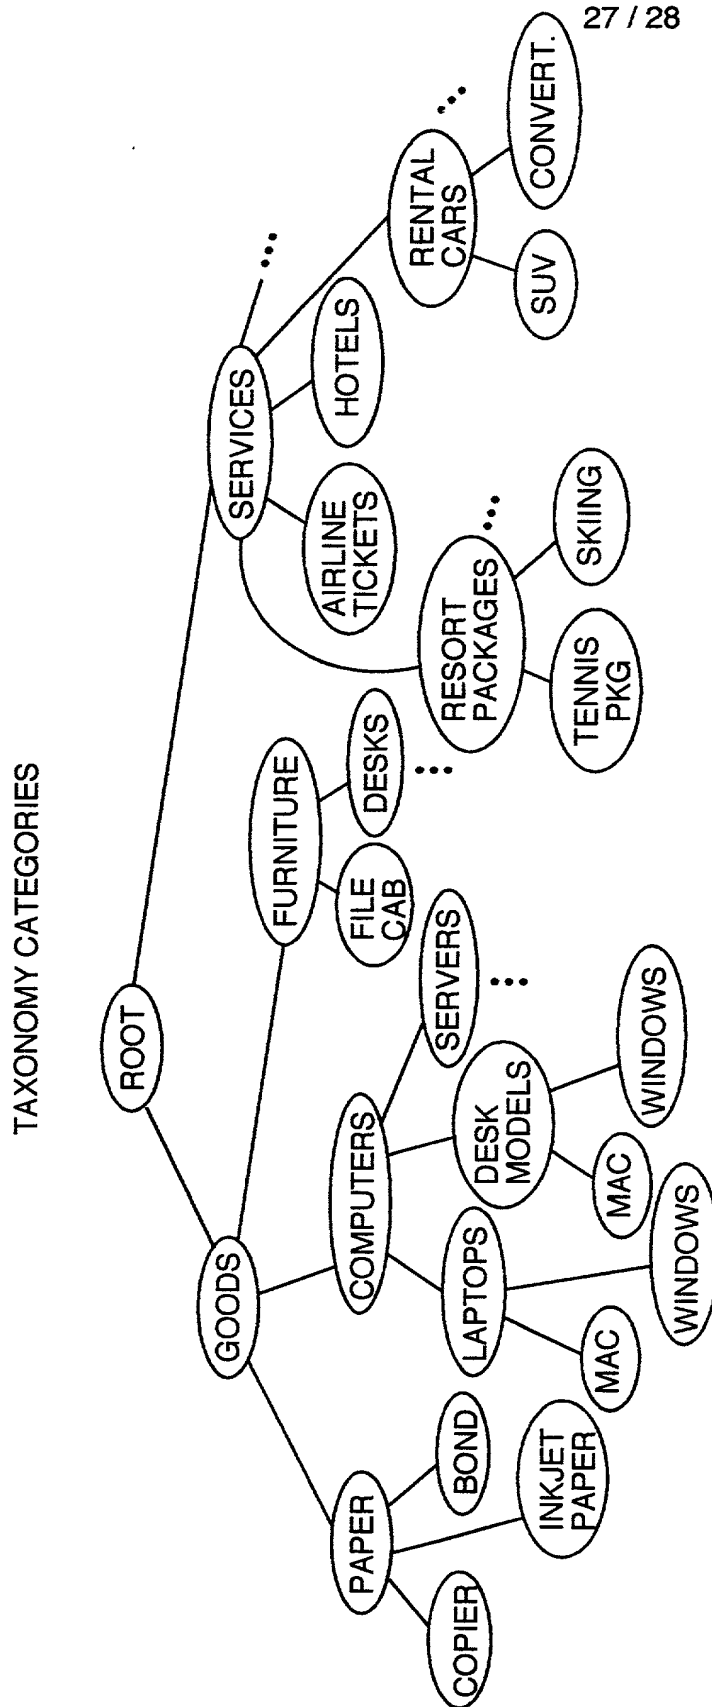 27 / 28
TAXONOMY CATEGORIES
ROOT
GOODS
SERVICES
PAPER
COMPUTERS
FURNITURE
AIRLINE
TICKETS
HOTELS
RENTAL
CARS
COPIER
BOND
INKJET
PAPER
LAPTOPS
DESK
MODELS
SERVERS
FILE
CAB
DESKS
RESORT
PACKAGES
SUV
CONVERT.
MAC
WINDOWS
MAC
WINDOWS
TENNIS
PKG
SKIING